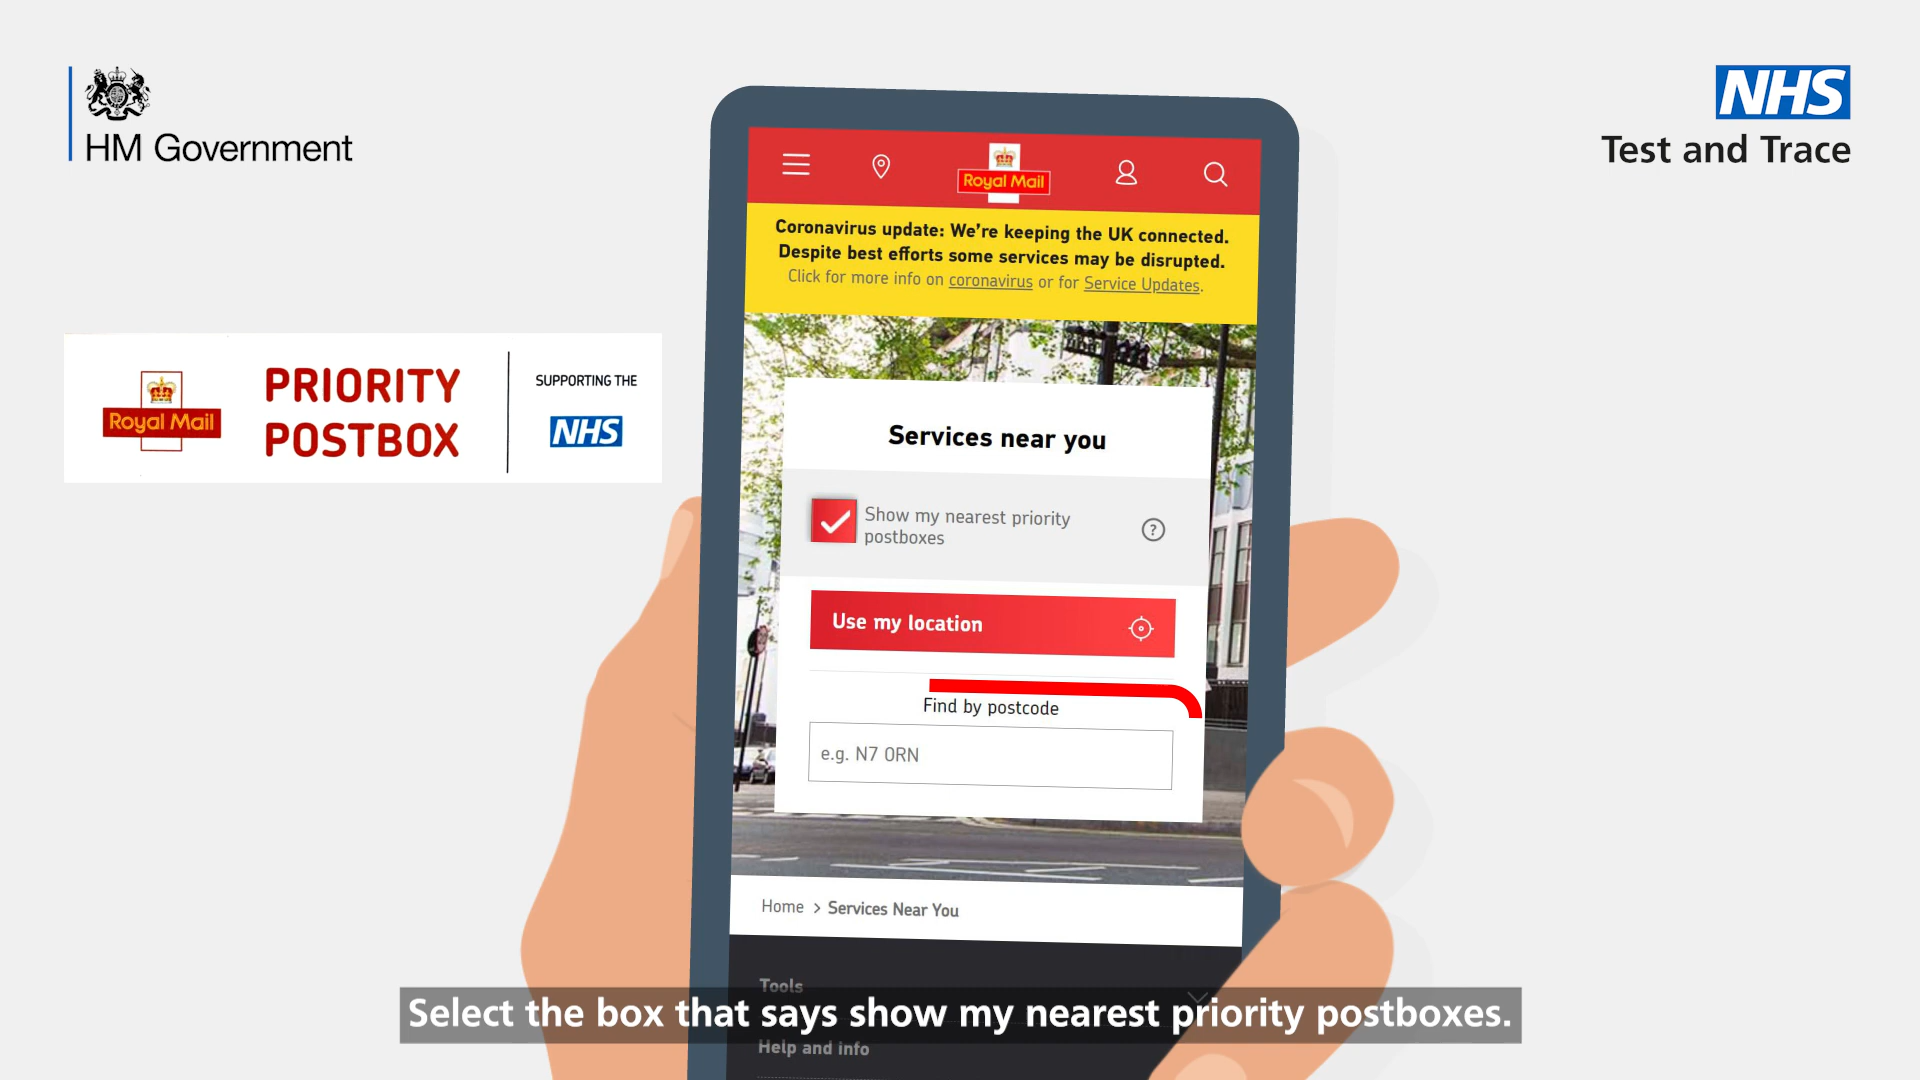 HM Government
NHS
Test and Trace
Royal Mail
PRIORITY
POSTBOX
SUPPORTING THE
NHS
Royal Mail
Coronavirus update: We're keeping the UK connected.
Despite best efforts some services may be disrupted.
Click for more info on coronavirus or for Service Updates.
Services near you
Show my nearest priority
postboxes
?
Use my location
Find by postcode
e.g. N7 0RN
Home > Services Near You
Tools
Select the box that says show my nearest priority postboxes.
Help and info